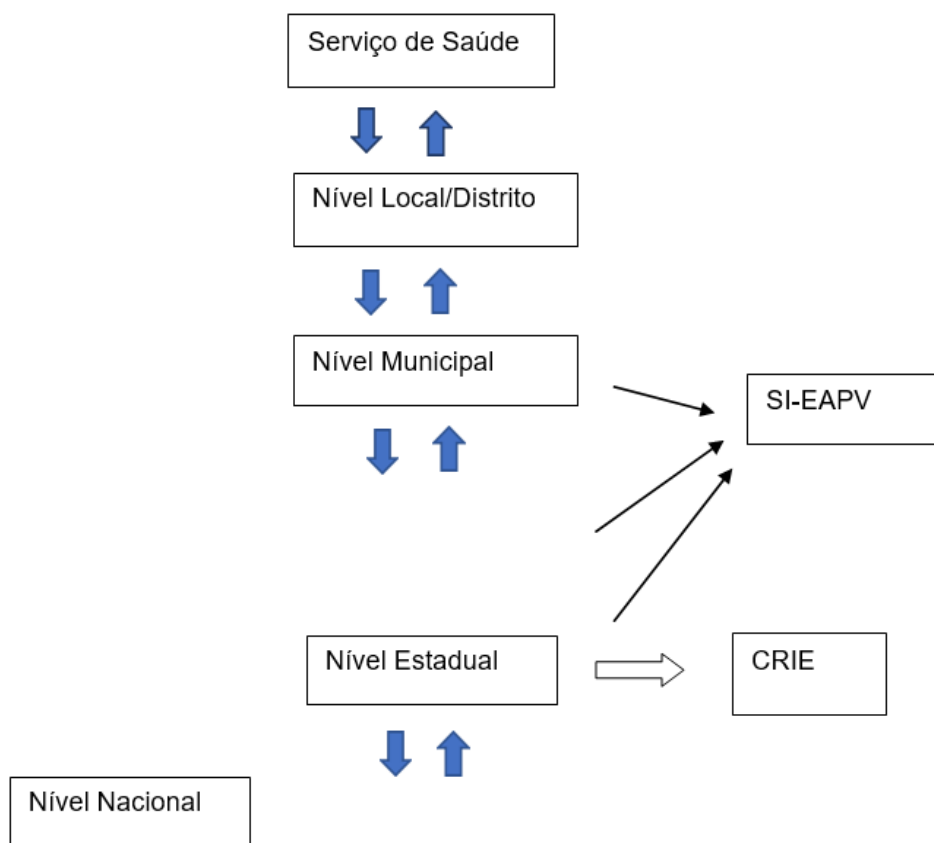 Serviço de Saúde
Nível Local/Distrito
Nível Municipal
SI-EAPV
Nível Estadual
CRIE
Nível Nacional